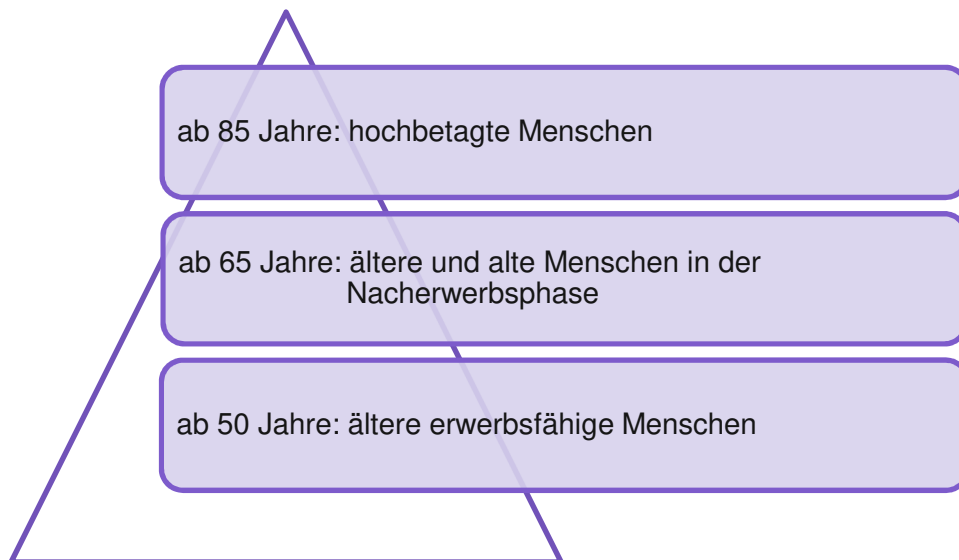 ab 85 Jahre: hochbetagte Menschen
ab 65 Jahre: ältere und alte Menschen in der
Nacherwerbsphase
ab 50 Jahre: ältere erwerbsfähige Menschen